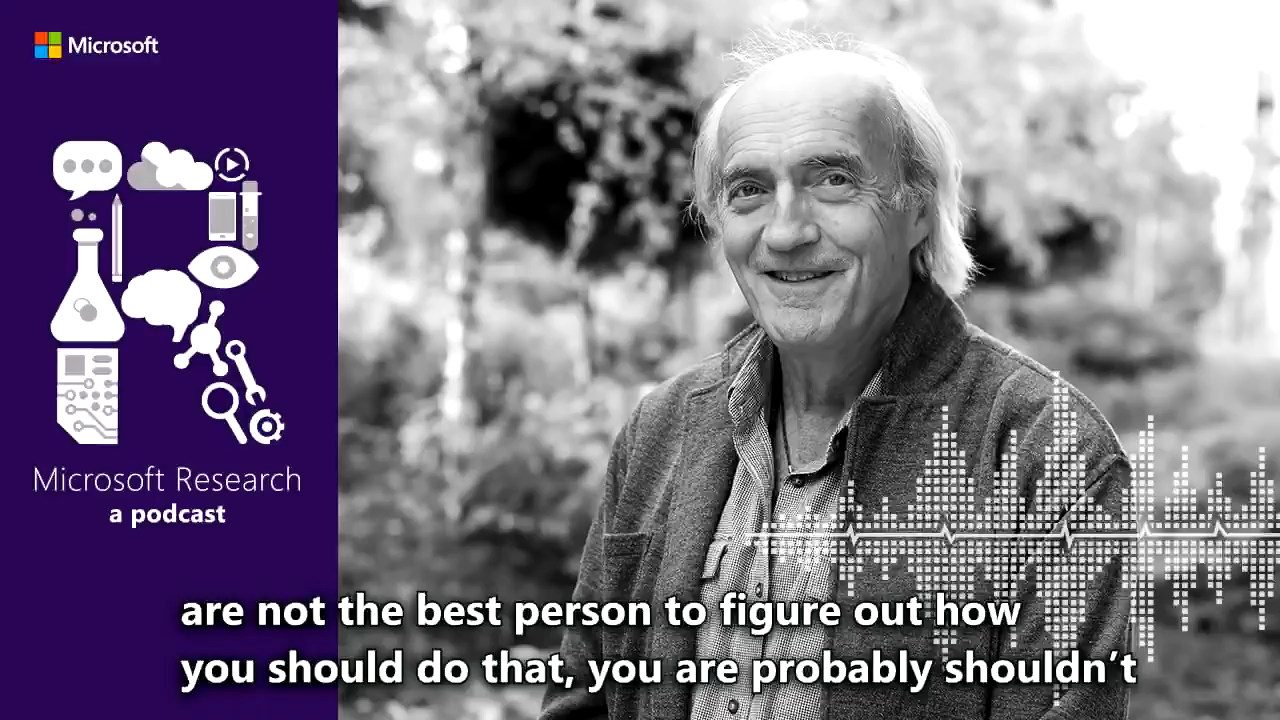 Microsoft
Microsoft Research
a podcast
are not the best person to figure out how
you should do that, you are probably shouldn’t